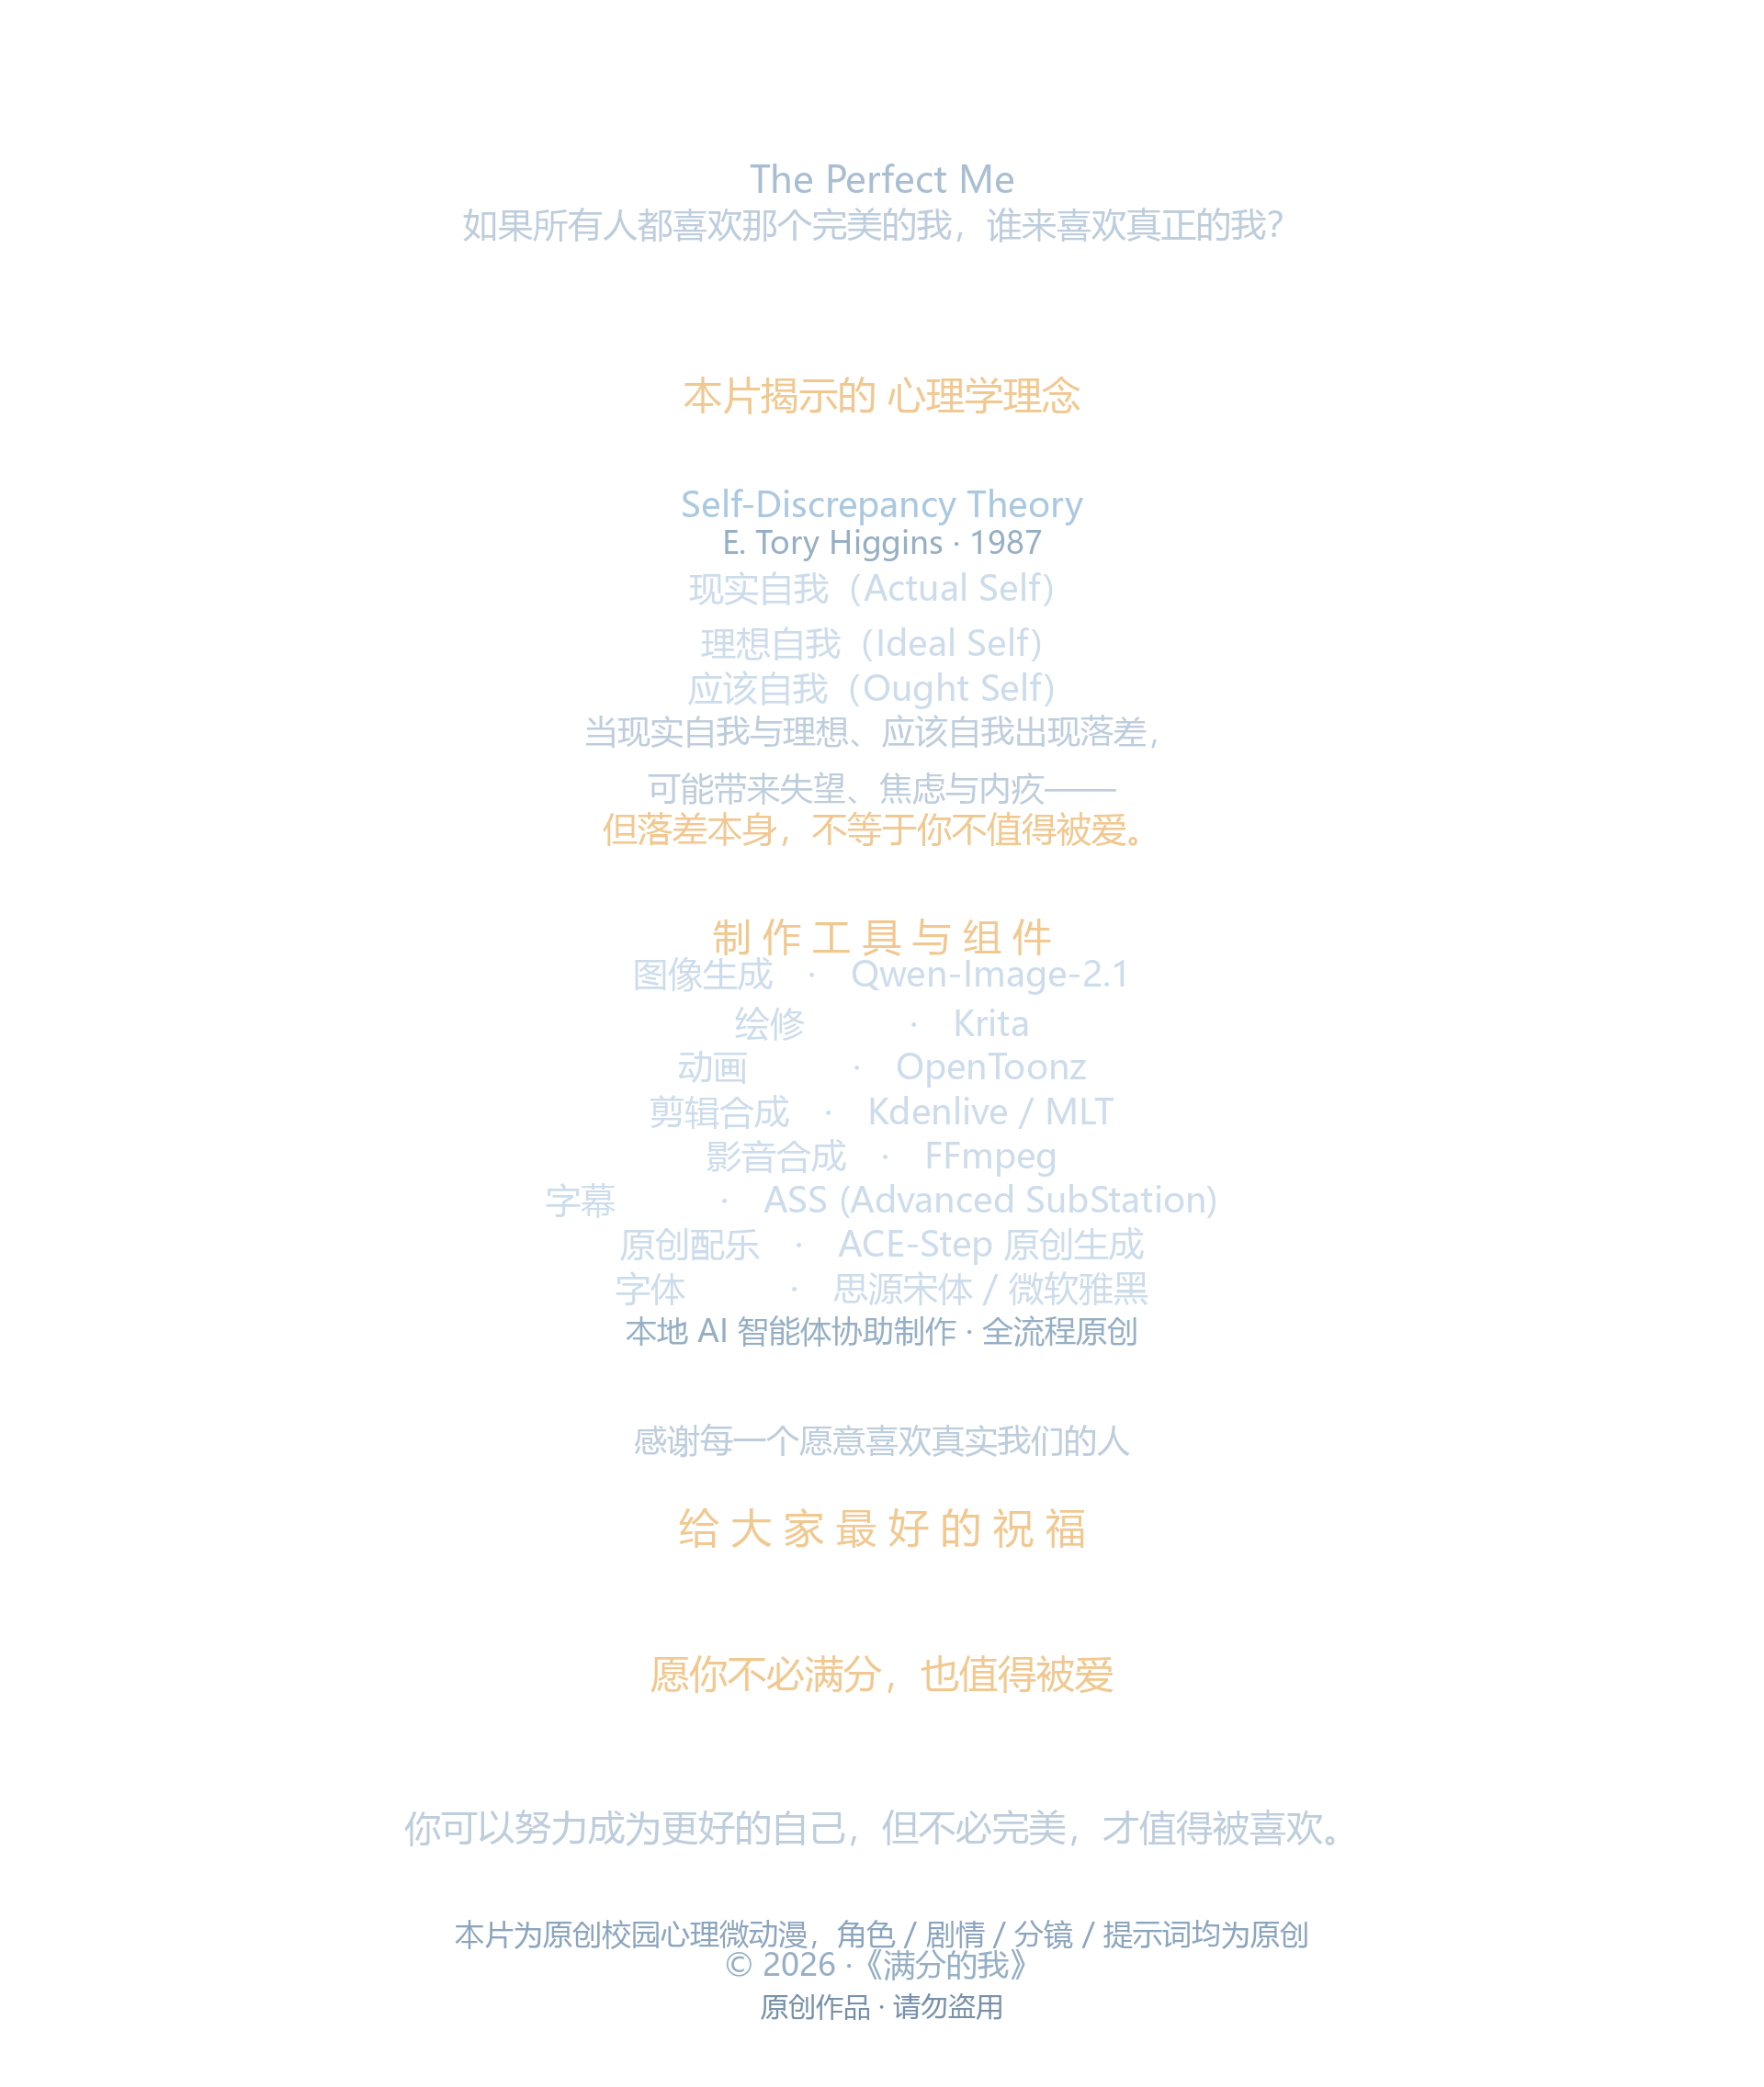 The Perfect Me
如果所有人都喜欢那个完美的我，谁来喜欢真正的我？
本片揭示的 心理学理念
Self-Discrepancy Theory
E. Tory Higgins · 1987
现实自我（Actual Self）
理想自我（Ideal Self）
应该自我（Ought Self）
当现实自我与理想、应该自我出现落差，
可能带来失望、焦虑与内疚——
但落差本身，不等于你不值得被爱。
制 作 工 具 与 组 件
图像生成 · Qwen-Image-2.1
绘修 · Krita
动画 · OpenToonz
剪辑合成 · Kdenlive / MLT
影音合成 · FFmpeg
字幕 · ASS (Advanced SubStation)
原创配乐 · ACE-Step 原创生成
字体 · 思源宋体 / 微软雅黑
本地 AI 智能体协助制作 · 全流程原创
感谢每一个愿意喜欢真实我们的人
给 大 家 最 好 的 祝 福
愿你不必满分，也值得被爱
你可以努力成为更好的自己，但不必完美，才值得被喜欢。
本片为原创校园心理微动漫，角色 / 剧情 / 分镜 / 提示词均为原创
© 2026 ·《满分的我》
原创作品 · 请勿盗用